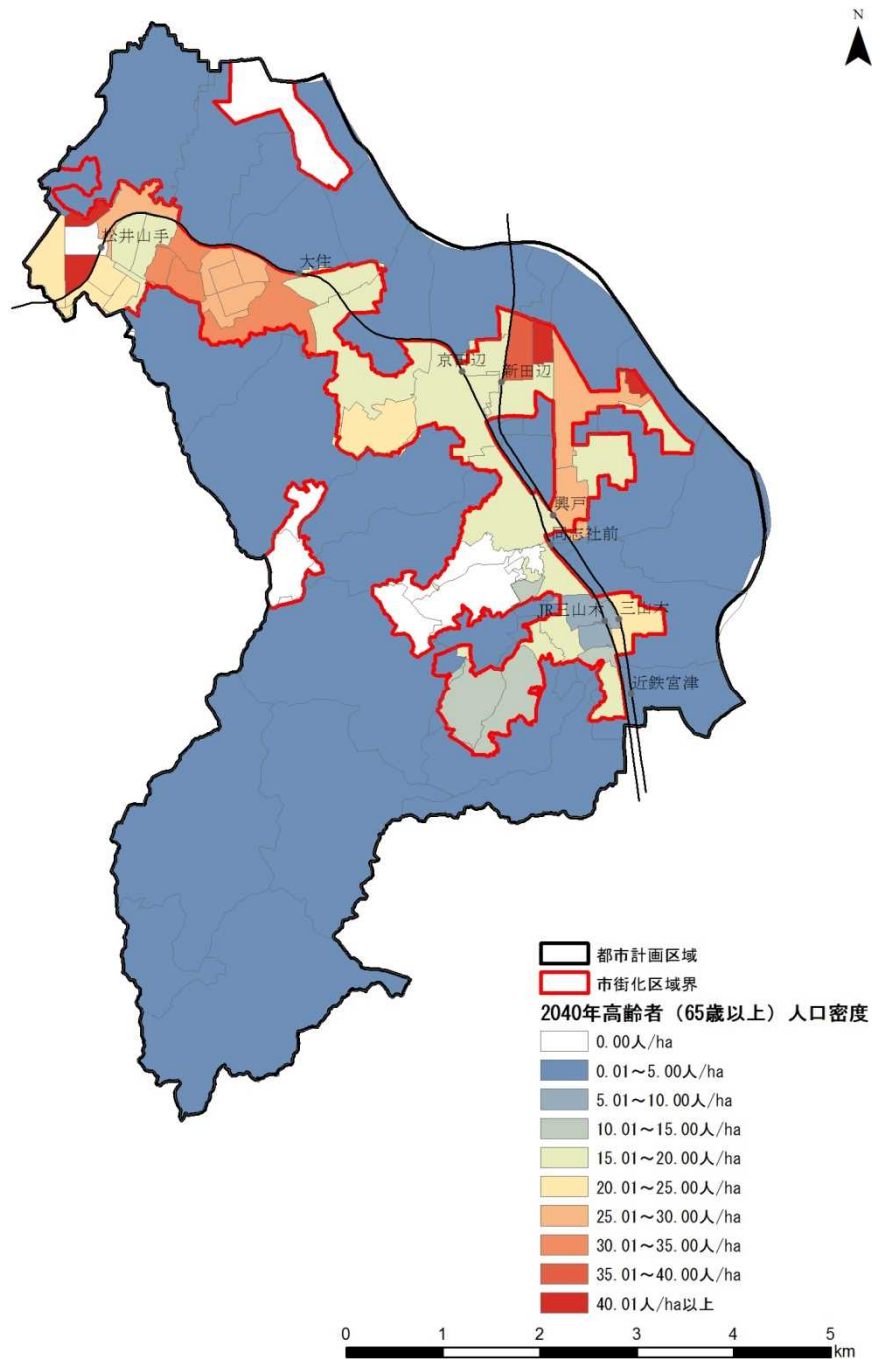 N
松井山手
大住
京田辺
新田辺
興戸
同志社前
JR三山木
三山木
近鉄宮津
都市計画区域
市街化区域界
2040年高齢者（65歳以上）人口密度
0.00人/ha
0.01～5.00人/ha
5.01～10.00人/ha
10.01～15.00人/ha
15.01～20.00人/ha
20.01～25.00人/ha
25.01～30.00人/ha
30.01～35.00人/ha
35.01～40.00人/ha
40.01人/ha以上
0 1 2 3 4 5
km